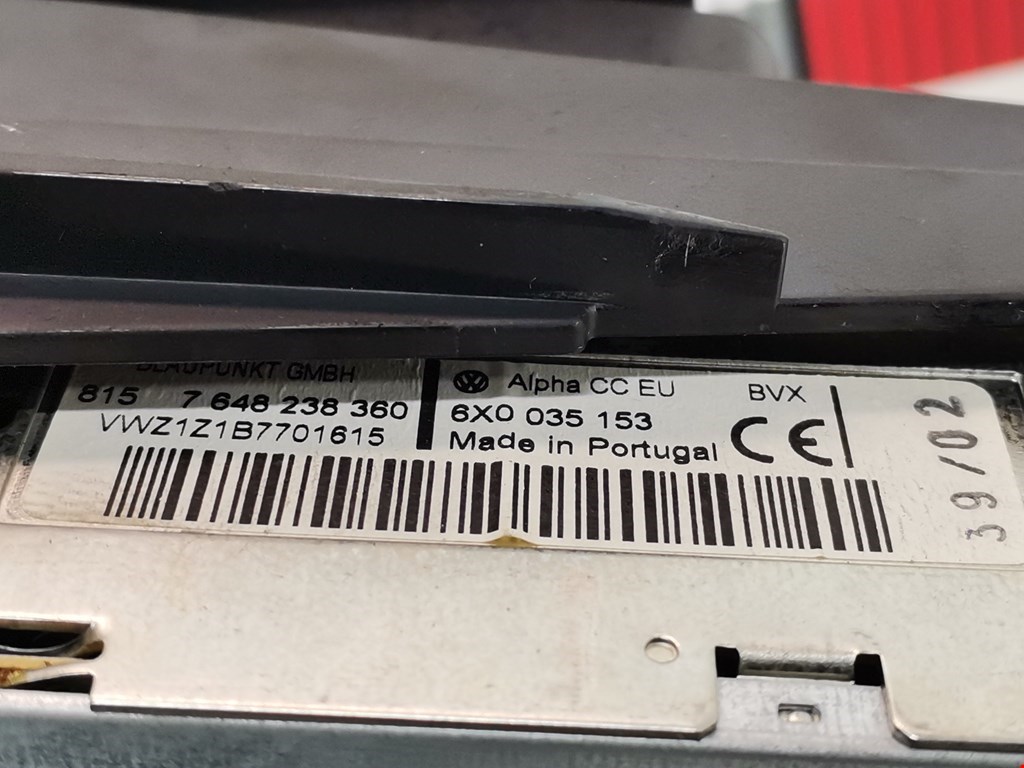 BLAUPUNKT GMBH
815 7 648 238 360
VWZ1Z1B7701615
Alpha CC EU
6X0 035 153
Made in Portugal
BVX
CE
39/02